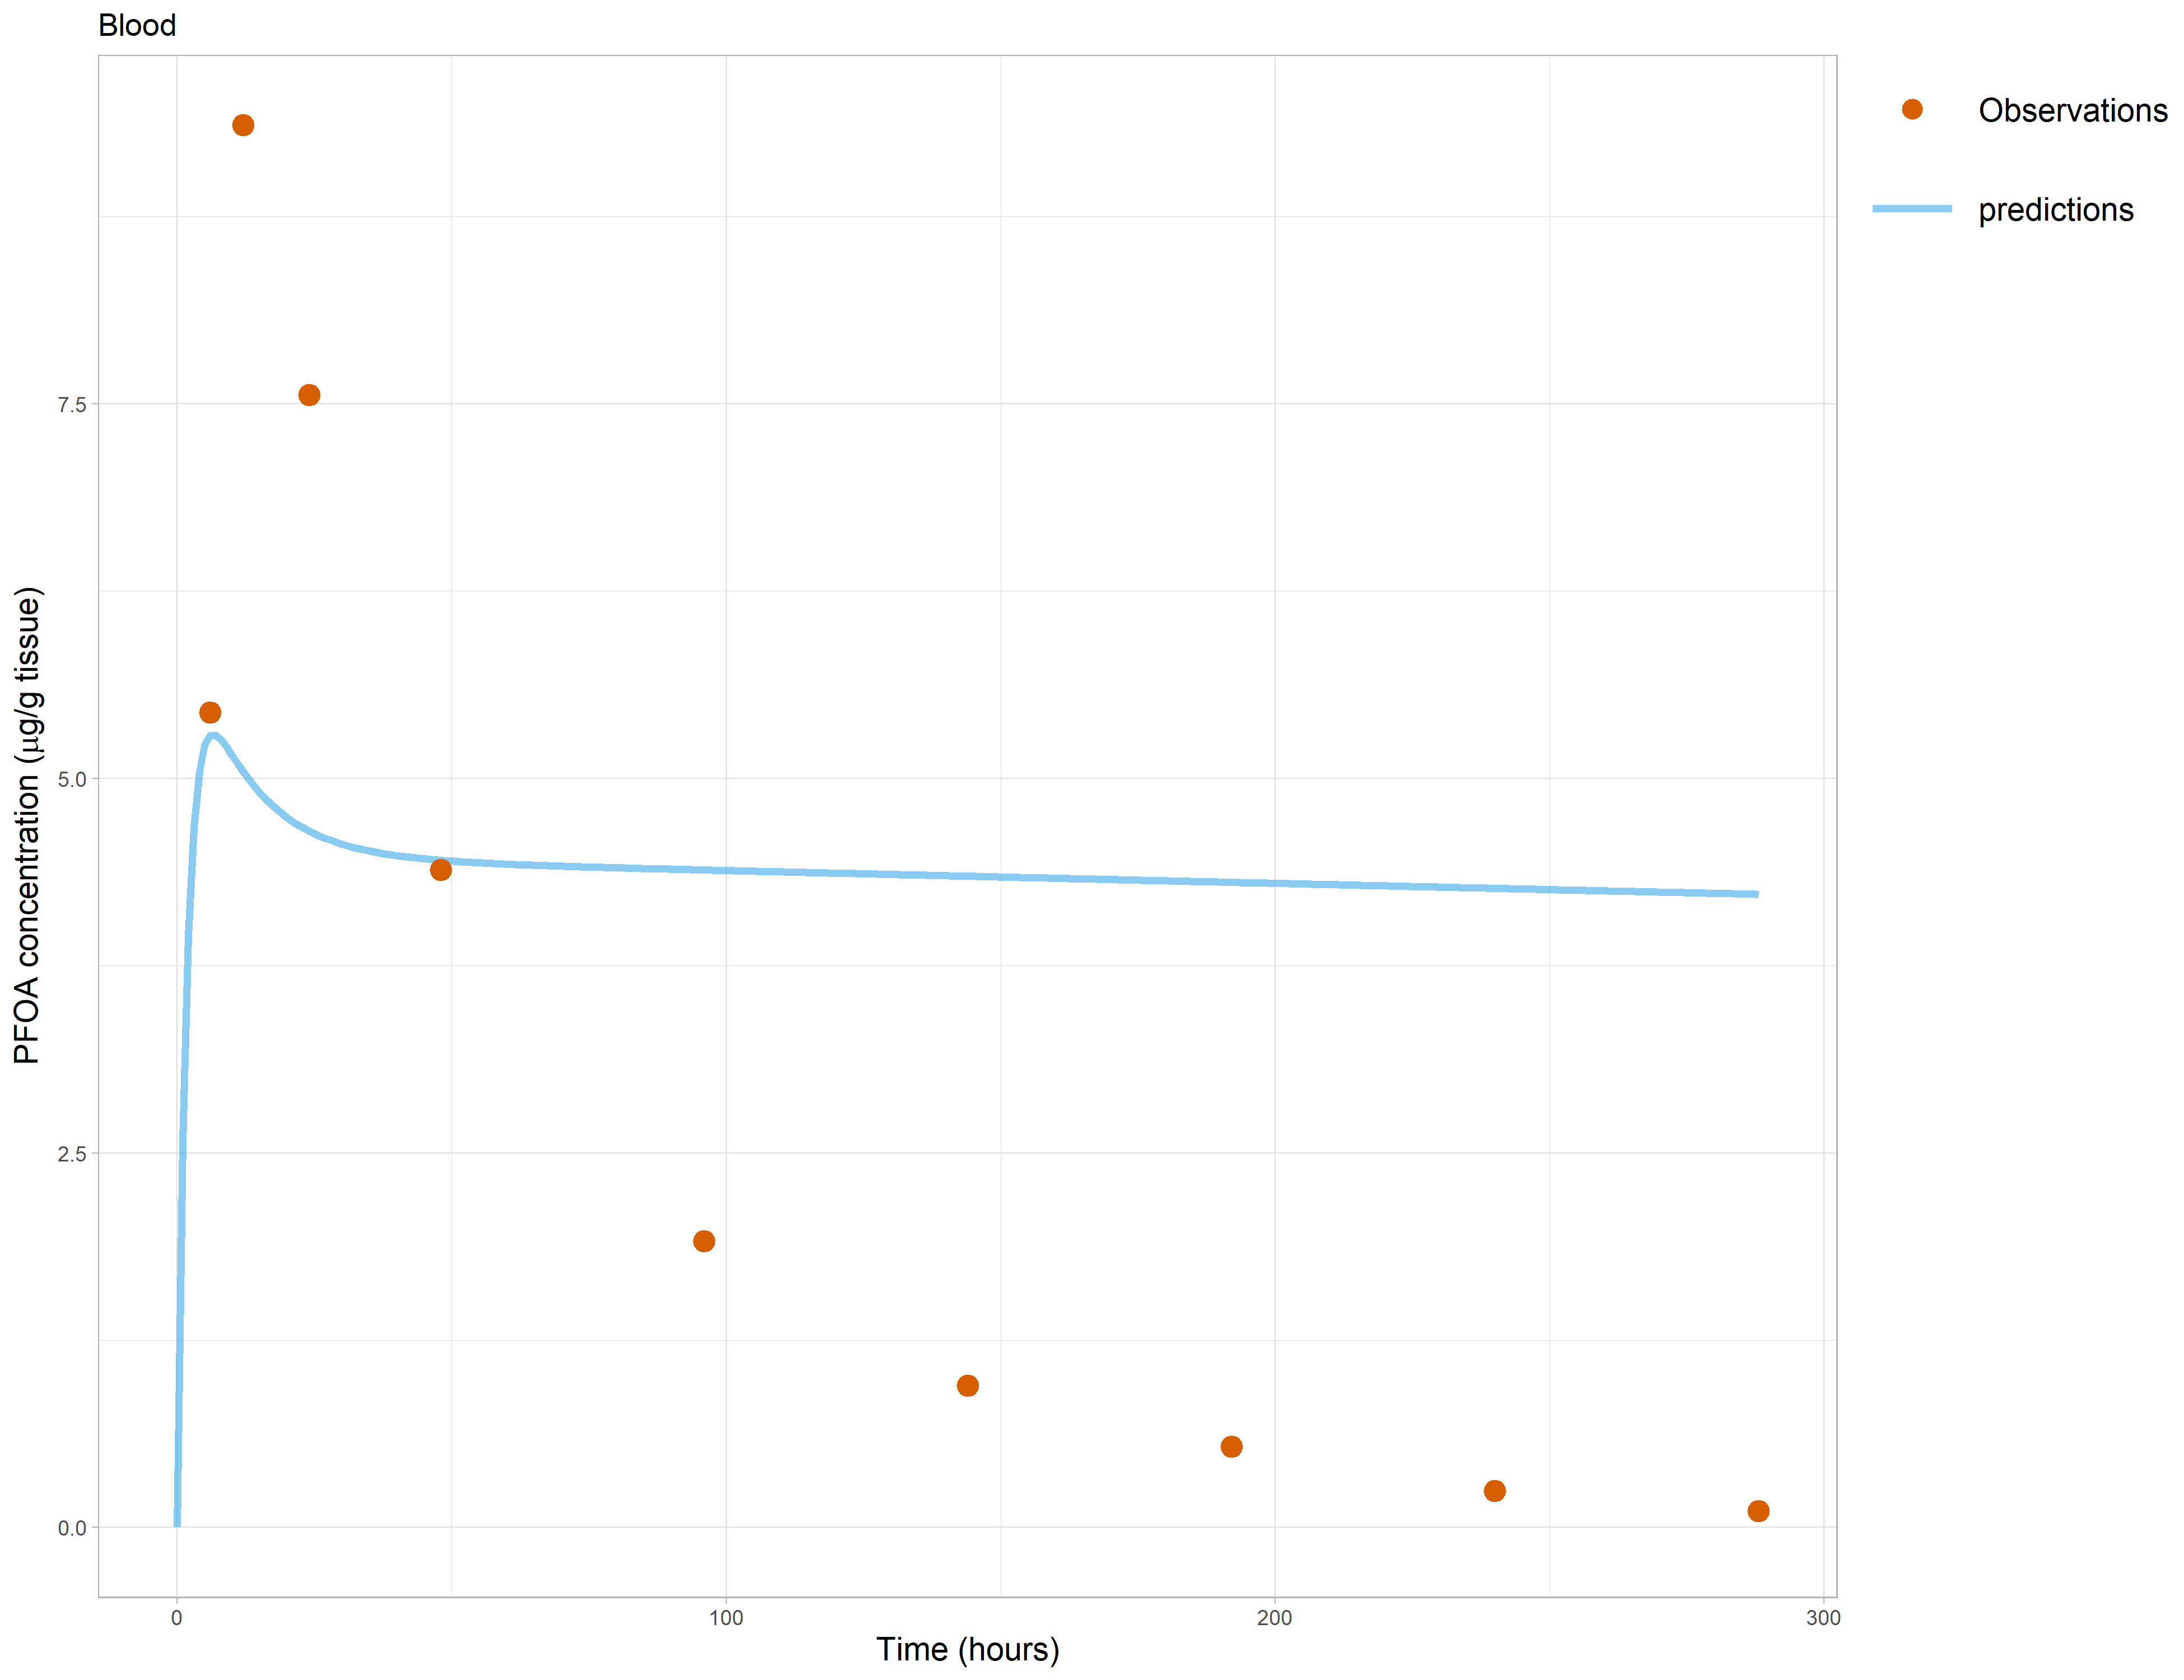 Blood
Observations
predictions
PFOA concentration (μg/g tissue)
7.5
5.0
2.5
0.0
0 100 200 300
Time (hours)